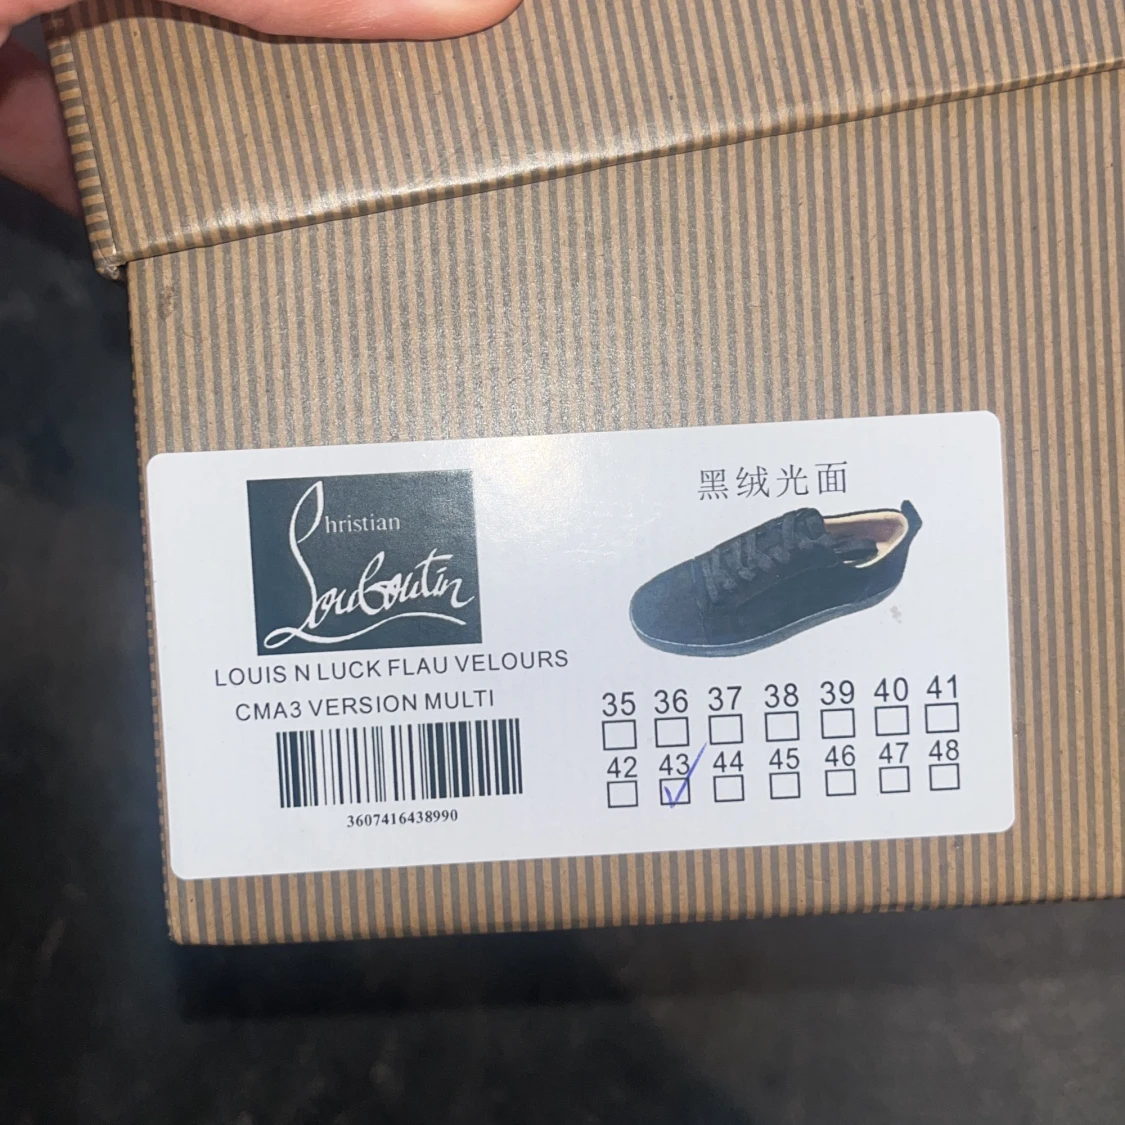 Christian
Louboutin
LOUIS N LUCK FLAU VELOURS
CMA3 VERSION MULTI
3607416438990
黑绒光面
35 36 37 38 39 40 41
42 43 44 45 46 47 48